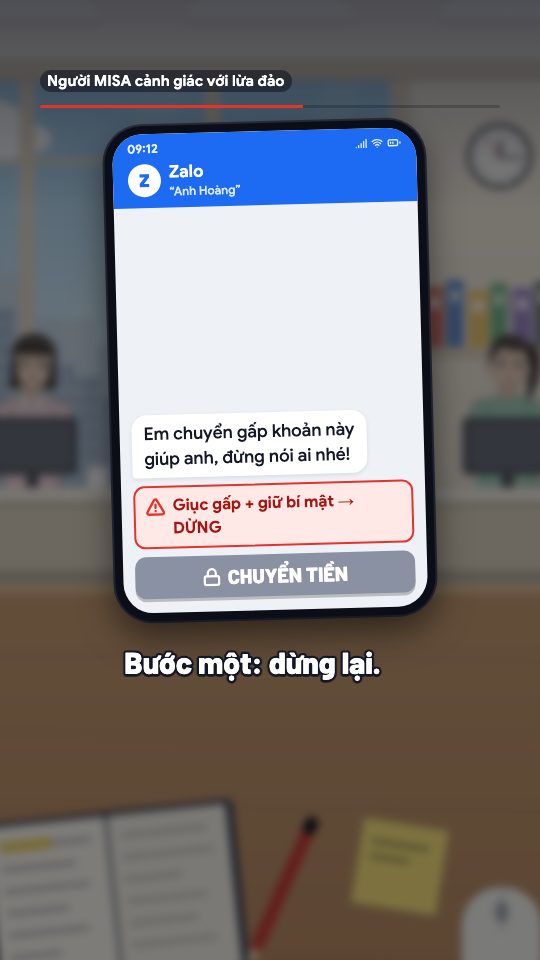 Người MISA cảnh giác với lừa đảo
09:12
Z
Zalo
“Anh Hoàng”
Em chuyển gấp khoản này
giúp anh, đừng nói ai nhé!
Giục gấp + giữ bí mật →
DỪNG
CHUYỂN TIỀN
Bước một: dừng lại.